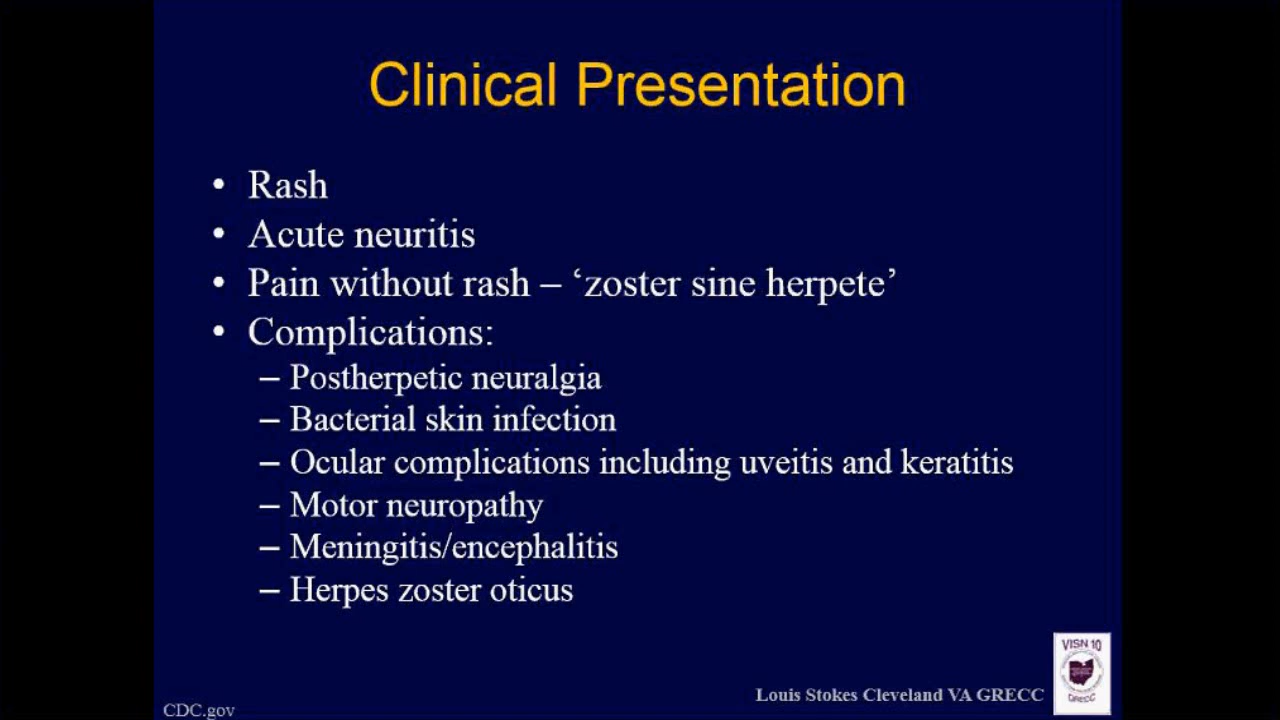 Clinical Presentation
• Rash
• Acute neuritis
• Pain without rash – ‘zoster sine herpete’
• Complications:
– Postherpetic neuralgia
– Bacterial skin infection
– Ocular complications including uveitis and keratitis
– Motor neuropathy
– Meningitis/encephalitis
– Herpes zoster oticus
VISN 10
GRECC
Louis Stokes Cleveland VA GRECC
CDC.gov